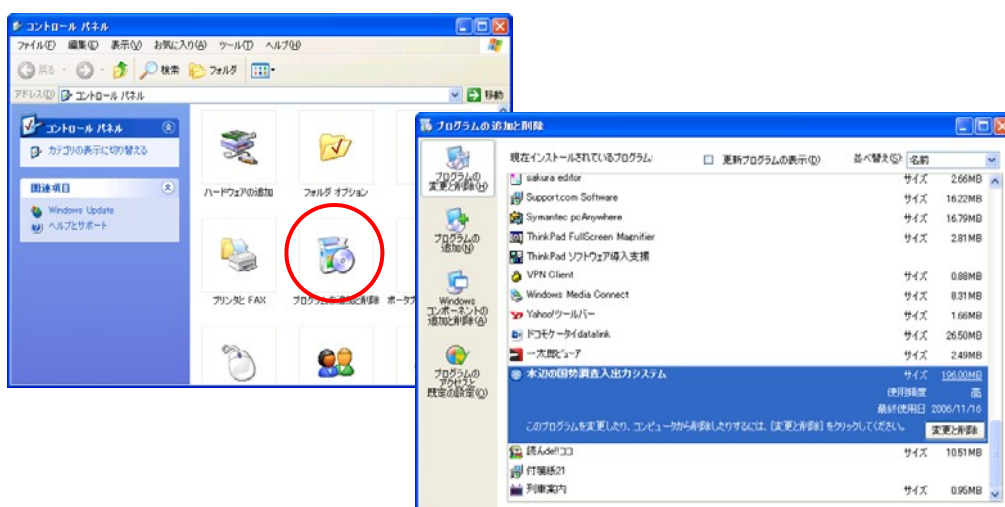 コントロール パネル
ファイル(F) 編集(E) 表示(V) お気に入り(A) ツール(T) ヘルプ(H)
戻る 検索 フォルダ
アドレス(D) コントロール パネル 移動
コントロール パネル
カテゴリの表示に切り替える
関連項目
Windows Update
ヘルプとサポート
ハードウェアの追加 フォルダ オプション
プリンタと FAX プログラムの追加と削除 ポータブ
プログラムの追加と削除
プログラムの変更と削除(H)
プログラムの追加(N)
Windows コンポーネントの追加と削除(A)
プログラムのアクセスと既定の設定(O)
現在インストールされているプログラム: 更新プログラムの表示(D) 並べ替え(S): 名前
sakura editor サイズ 2.66MB
Support.com Software サイズ 16.22MB
Symantec pcAnywhere サイズ 16.79MB
ThinkPad FullScreen Magnifier サイズ 2.81MB
ThinkPad ソフトウェア導入支援
VPN Client サイズ 0.88MB
Windows Media Connect サイズ 8.31MB
Yahoo!ツールバー サイズ 1.66MB
ドコモケータイdatalink サイズ 26.50MB
一太郎ビューア サイズ 2.49MB
水辺の国勢調査入出力システム サイズ 196.00MB
使用頻度 高
最終使用日 2006/11/16
このプログラムを変更したり、コンピュータから削除したりするには、[変更と削除] をクリックしてください。 変更と削除
読んde!!ココ サイズ 10.51MB
付箋紙21
列車案内 サイズ 0.95MB